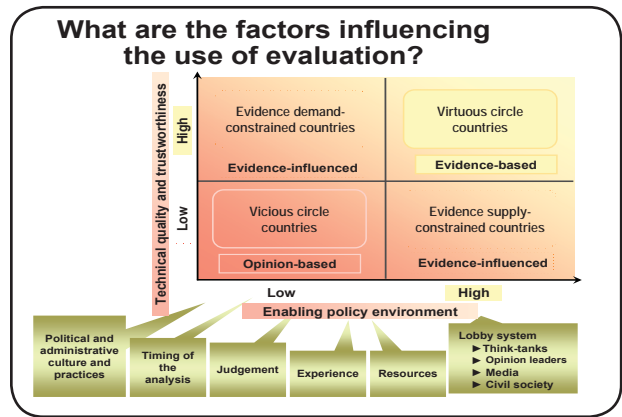 What are the factors influencing
the use of evaluation?
Technical quality and trustworthiness
High
Low
Evidence demand-
constrained countries
Evidence-influenced
Virtuous circle
countries
Evidence-based
Vicious circle
countries
Opinion-based
Evidence supply-
constrained countries
Evidence-influenced
Low
High
Enabling policy environment
Political and
administrative
culture and
practices
Timing of
the analysis
Judgement
Experience
Resources
Lobby system
► Think-tanks
► Opinion leaders
► Media
► Civil society